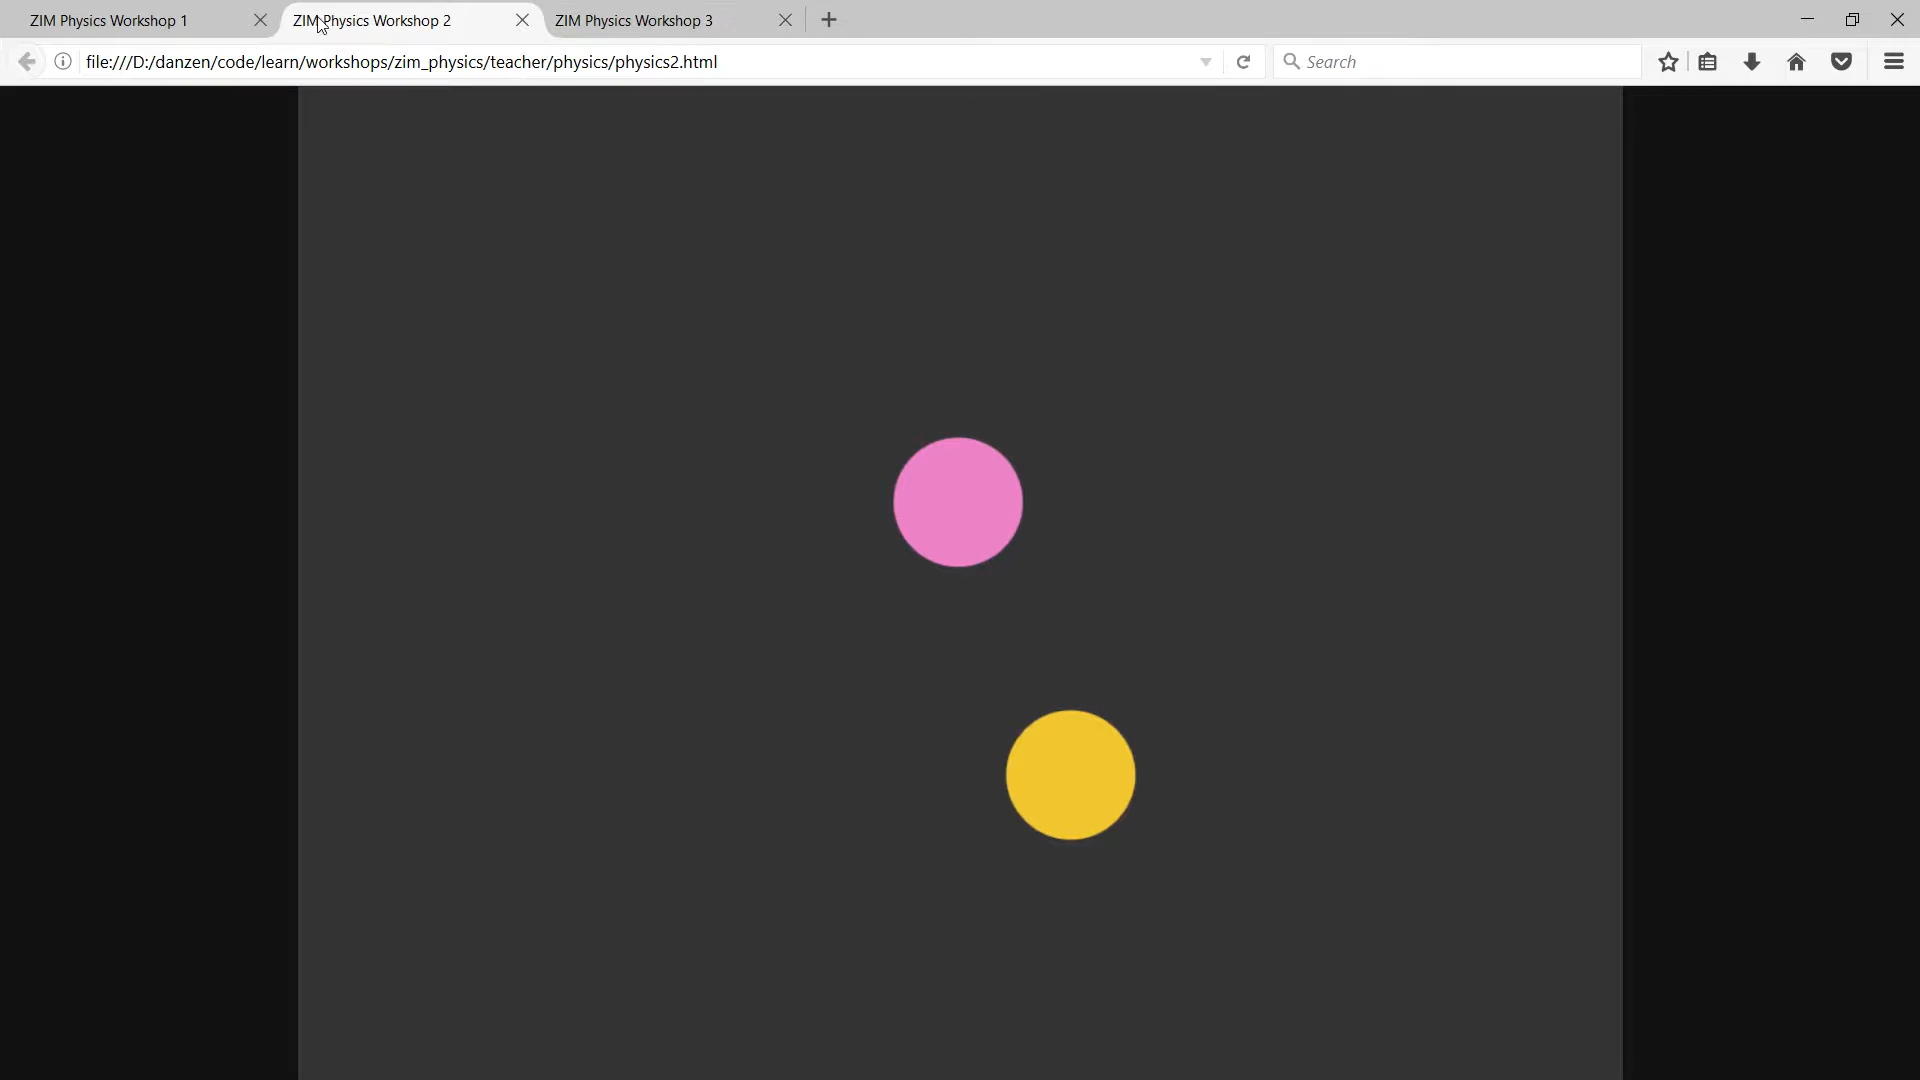 ZIM Physics Workshop 1
ZIM Physics Workshop 2
ZIM Physics Workshop 3
file:///D:/danzen/code/learn/workshops/zim_physics/teacher/physics/physics2.html
Search